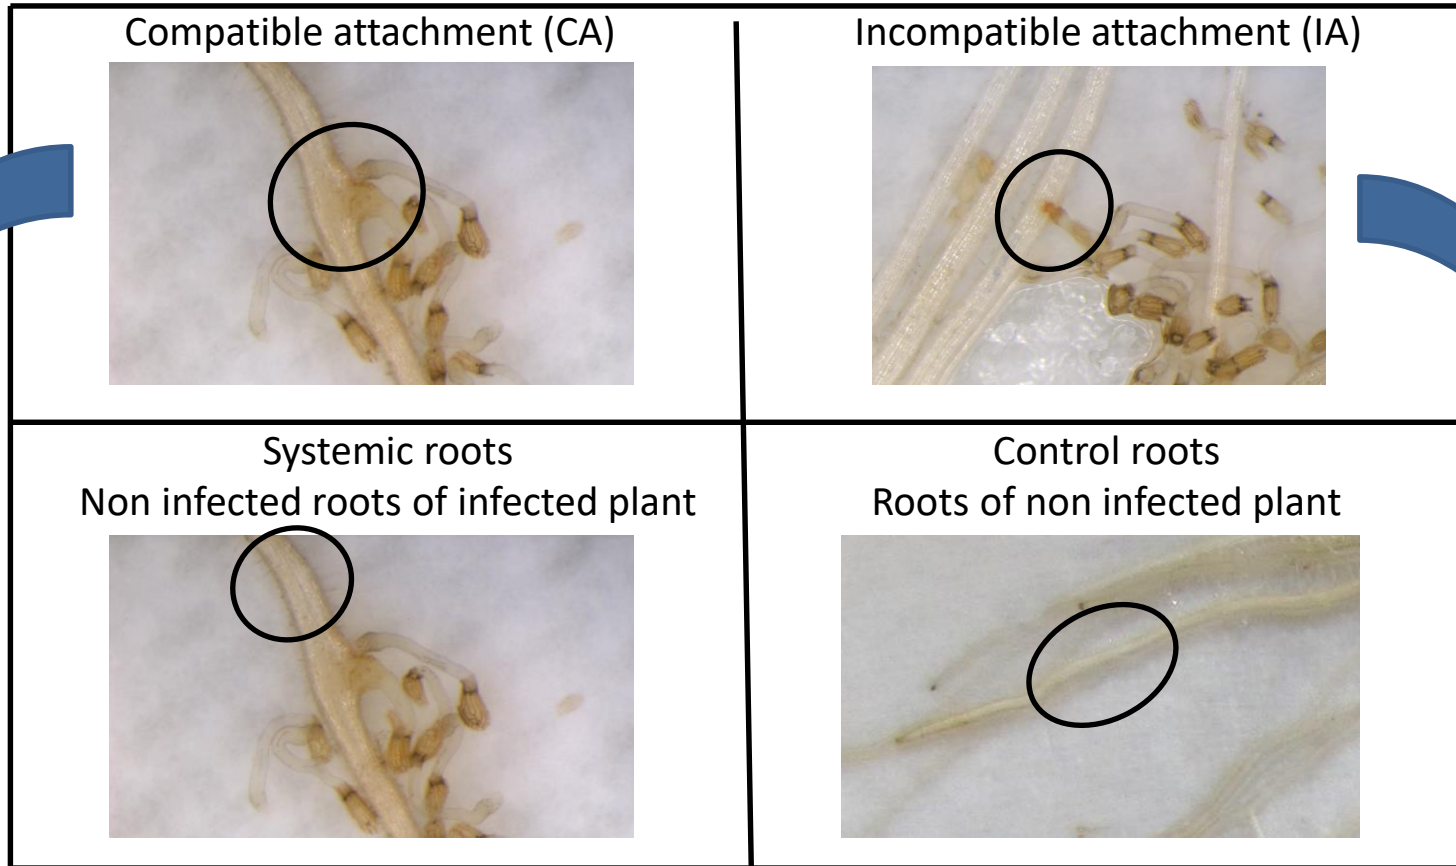 Compatible attachment (CA)
Incompatible attachment (IA)
Systemic roots
Non infected roots of infected plant
Control roots
Roots of non infected plant